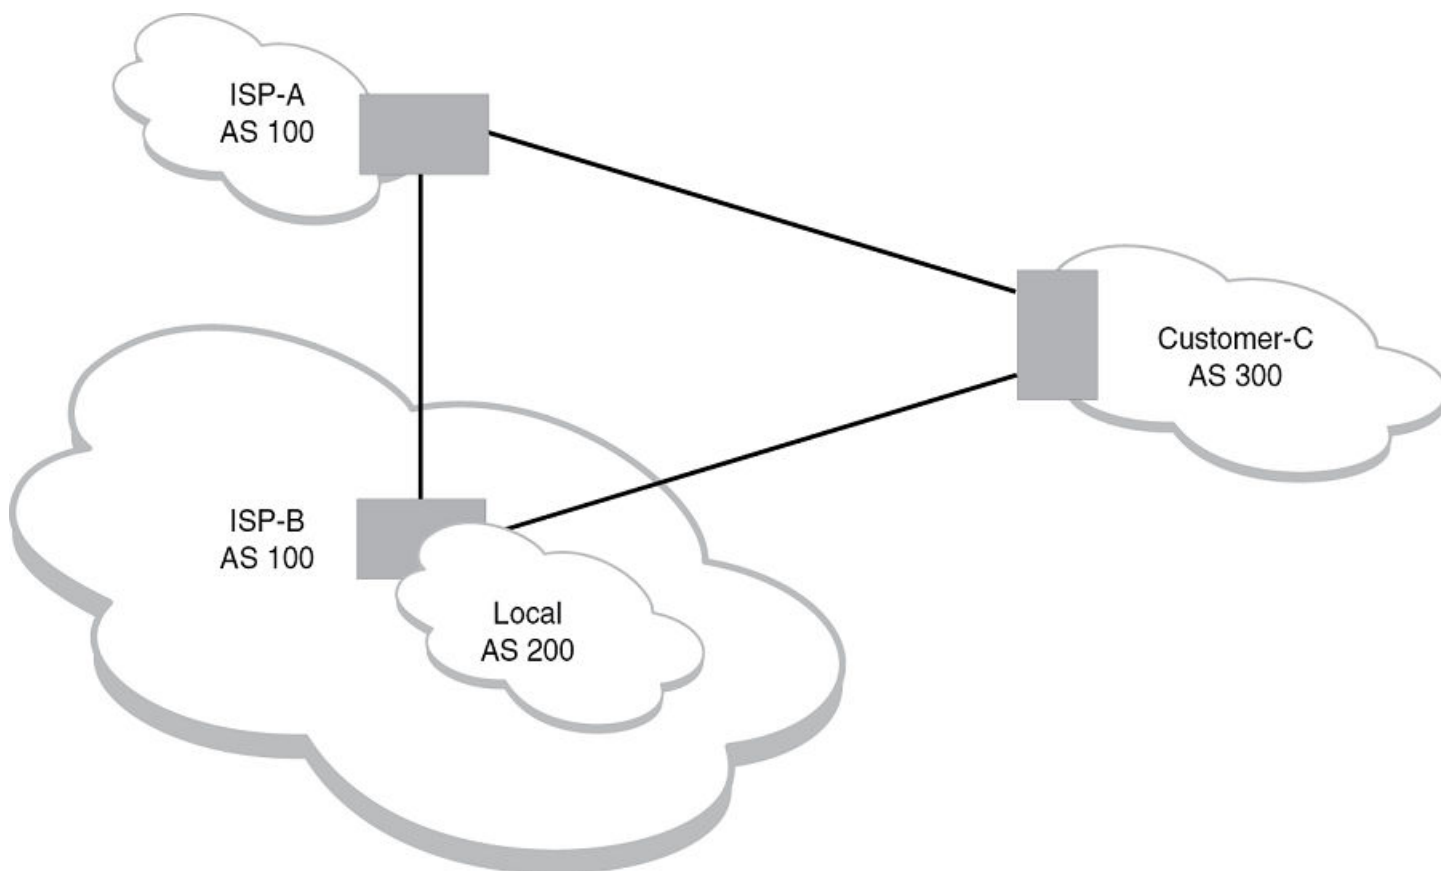 ISP-A
AS 100
Customer-C
AS 300
ISP-B
AS 100
Local
AS 200